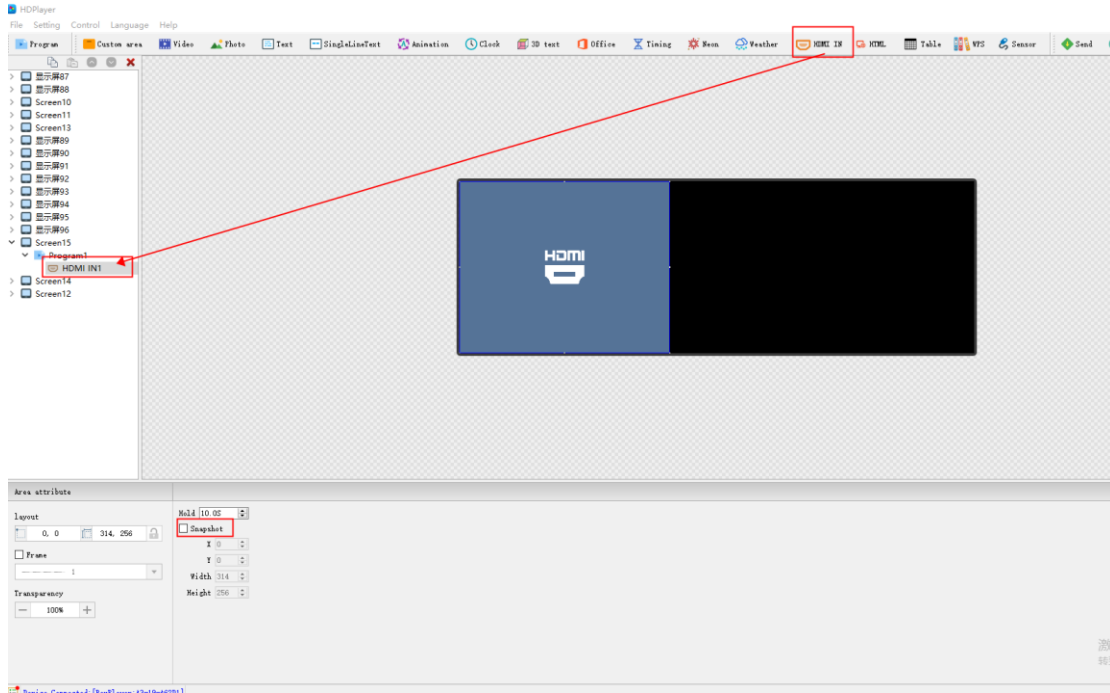 HDPlayer
File Setting Control Language Help
Program Custom area Video Photo Text SingleLineText Animation Clock 3D text Office Timing Neon Weather HDMI IN HTML Table WPS Sensor Send
显示屏87
显示屏88
Screen10
Screen11
Screen13
显示屏89
显示屏90
显示屏91
显示屏92
显示屏93
显示屏94
显示屏95
显示屏96
Screen15
Program1
HDMI IN1
Screen14
Screen12
HDMI
Area attribute
layout
0, 0 314, 256
Frame
1
Transparency
100%
Hold 10.0S
Snapshot
X 0
Y 0
Width 314
Height 256
激
Device Connected: